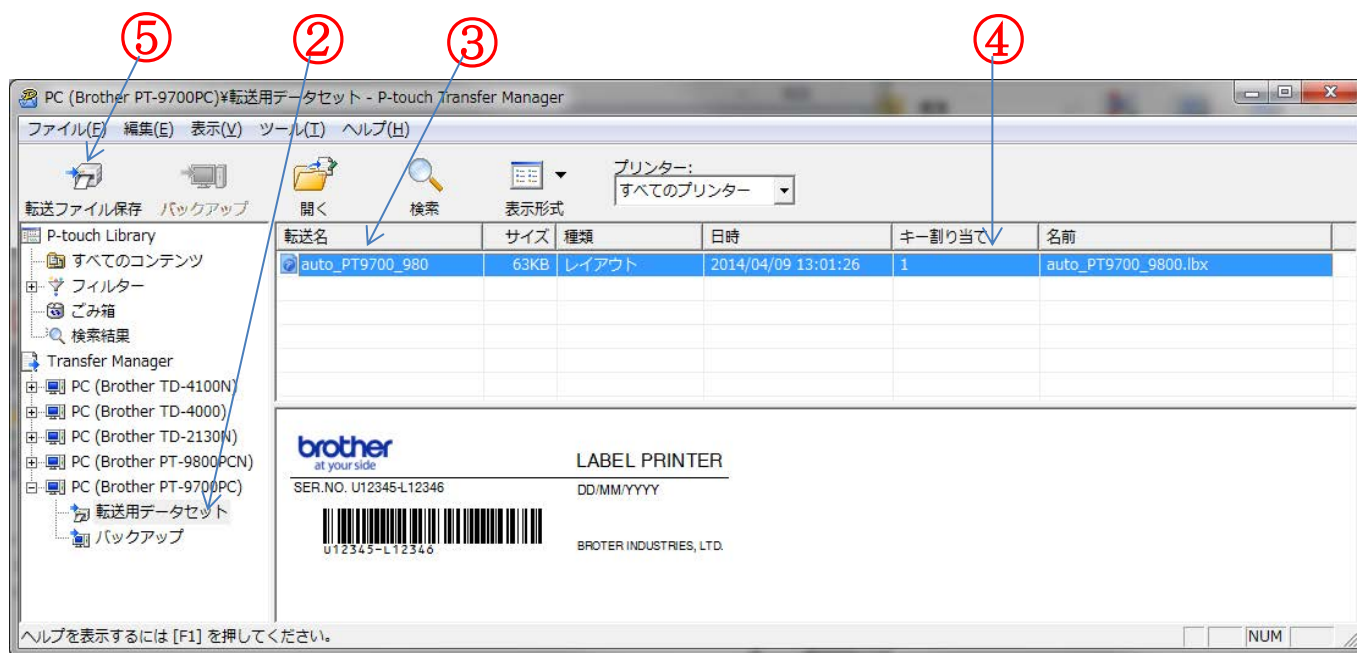 ⑤ ② ③ ④
PC (Brother PT-9700PC)¥転送用データセット - P-touch Transfer Manager
ファイル(F) 編集(E) 表示(V) ツール(T) ヘルプ(H)
転送ファイル保存 バックアップ 開く 検索 表示形式
プリンター:
すべてのプリンター
P-touch Library
すべてのコンテンツ
フィルター
ごみ箱
検索結果
Transfer Manager
PC (Brother TD-4100N)
PC (Brother TD-4000)
PC (Brother TD-2130N)
PC (Brother PT-9800PCN)
PC (Brother PT-9700PC)
転送用データセット
バックアップ
転送名 サイズ 種類 日時 キー割り当て 名前
auto_PT9700_980 63KB レイアウト 2014/04/09 13:01:26 1 auto_PT9700_9800.lbx
brother
at your side
LABEL PRINTER
SER.NO. U12345-L12346
DD/MM/YYYY
U12345-L12346
BROTER INDUSTRIES, LTD.
ヘルプを表示するには [F1] を押してください。
NUM